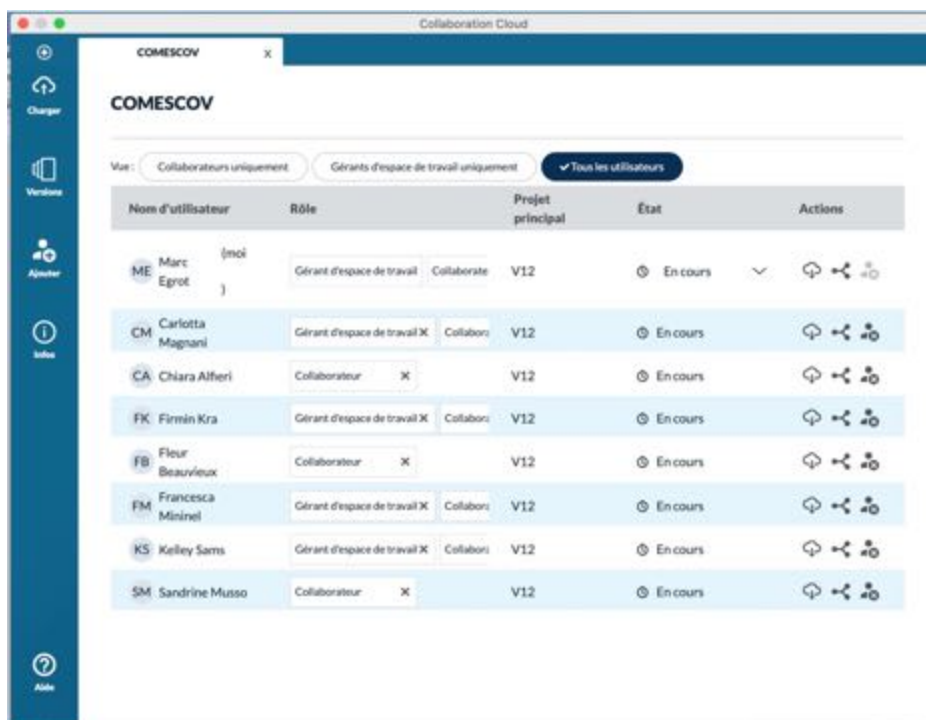 Collaboration Cloud
COMESCOV x
Charger
Versions
Ajouter
Infos
Aide
COMESCOV
Vue : Collaborateurs uniquement Gérants d'espace de travail uniquement Tous les utilisateurs
Nom d'utilisateur Rôle Projet principal État Actions
ME Marc Egrot (moi) Gérant d'espace de travail Collaborate V12 En cours
CM Carlotta Magnani Gérant d'espace de travail X Collabora V12 En cours
CA Chiara Alfieri Collaborateur X V12 En cours
FK Firmin Kra Gérant d'espace de travail X Collabora V12 En cours
FB Fleur Beauvieux Collaborateur X V12 En cours
FM Francesca Mininel Gérant d'espace de travail X Collabora V12 En cours
KS Kelley Sams Gérant d'espace de travail X Collabora V12 En cours
SM Sandrine Musso Collaborateur X V12 En cours